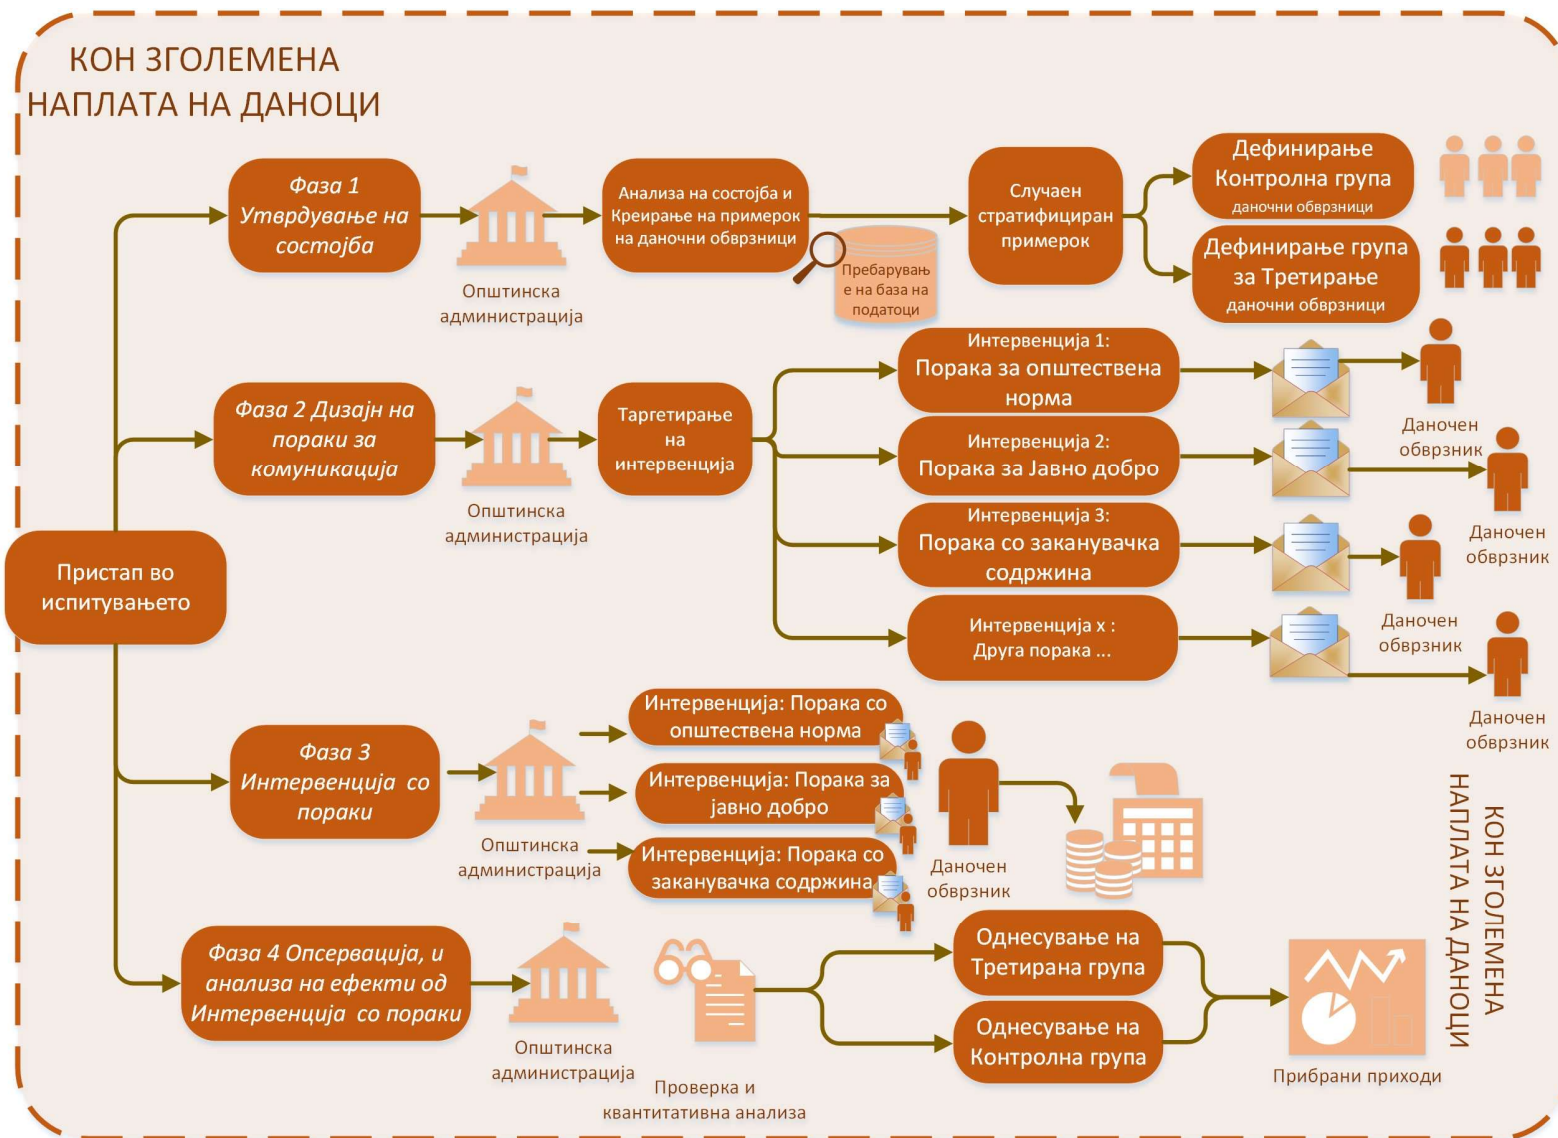 КОН ЗГОЛЕМЕНА
НАПЛАТА НА ДАНОЦИ
Пристап во
испитувањето
Фаза 1
Утврдување на
состојба
Општинска
администрација
Анализа на состојба и
Креирање на примерок
на даночни обврзници
Пребарувањ
е на база на
податоци
Случаен
стратифициран
примерок
Дефинирање
Контролна група
даночни обврзници
Дефинирање група
за Третирање
даночни обврзници
Фаза 2 Дизајн на
пораки за
комуникација
Општинска
администрација
Таргетирање
на
интервенција
Интервенција 1:
Порака за општествена
норма
Даночен
обврзник
Интервенција 2:
Порака за Јавно добро
Даночен
обврзник
Интервенција 3:
Порака со заканувачка
содржина
Даночен
обврзник
Интервенција x :
Друга порака ...
Даночен
обврзник
Фаза 3
Интервенција со
пораки
Општинска
администрација
Интервенција: Порака со
општествена норма
Интервенција: Порака за
јавно добро
Интервенција: Порака со
заканувачка содржина
Даночен
обврзник
Фаза 4 Опсервација, и
анализа на ефекти од
Интервенција со пораки
Општинска
администрација
Проверка и
квантитативна анализа
Однесување на
Третирана група
Однесување на
Контролна група
Прибрани приходи
КОН ЗГОЛЕМЕНА
НАПЛАТА НА ДАНОЦИ